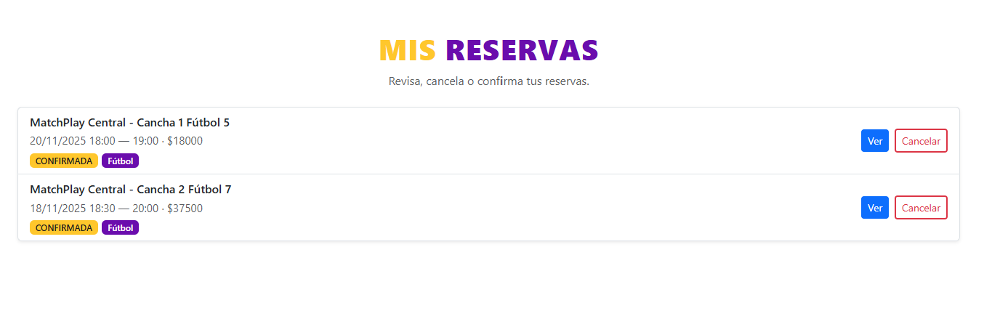 MIS RESERVAS
Revisa, cancela o confirma tus reservas.
MatchPlay Central - Cancha 1 Fútbol 5
20/11/2025 18:00 — 19:00 · $18000
CONFIRMADA Fútbol
Ver Cancelar
MatchPlay Central - Cancha 2 Fútbol 7
18/11/2025 18:30 — 20:00 · $37500
CONFIRMADA Fútbol
Ver Cancelar